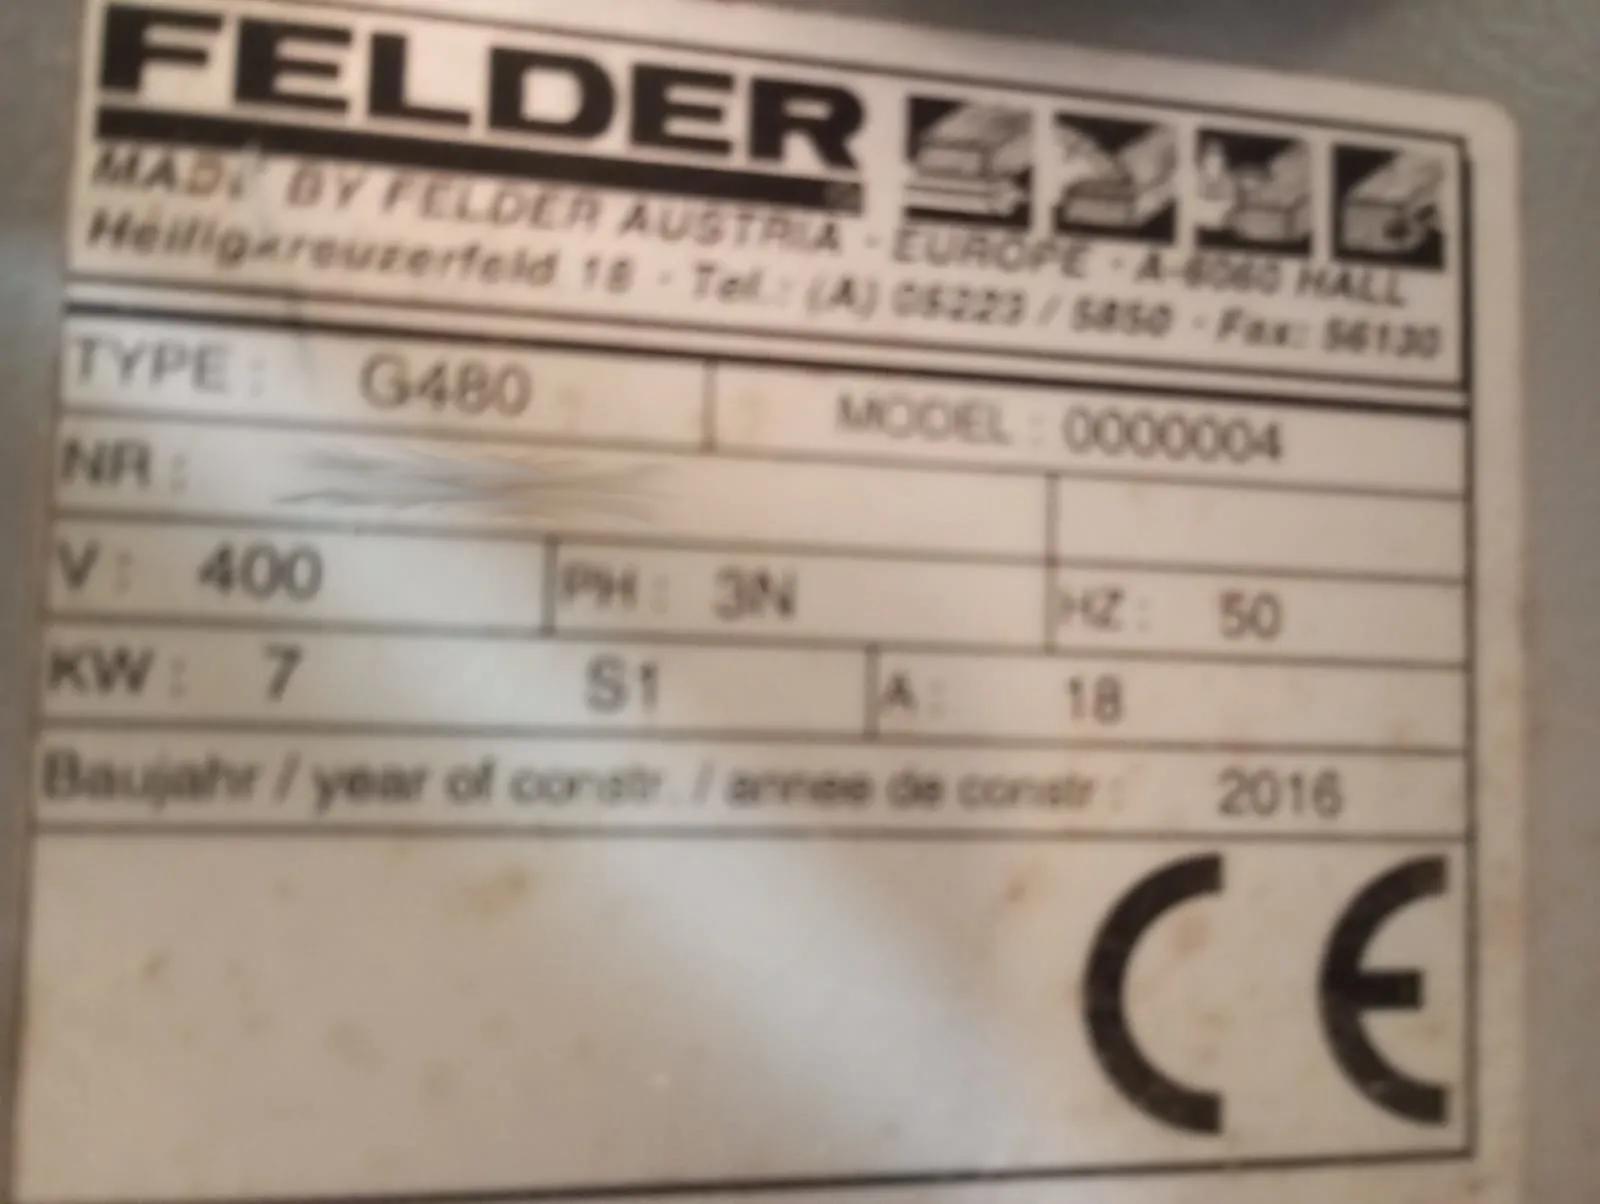 FELDER
MADE BY FELDER AUSTRIA - EUROPE · A-6060 HALL
Heiligkreuzerfeld 18 · Tel.: (A) 05223 / 5850 · Fax: 56130
TYPE : G480 MODEL : 0000004
NR :
V : 400 PH : 3N HZ : 50
KW : 7 S1 A : 18
Baujahr / year of constr. / annee de constr : 2016
CE